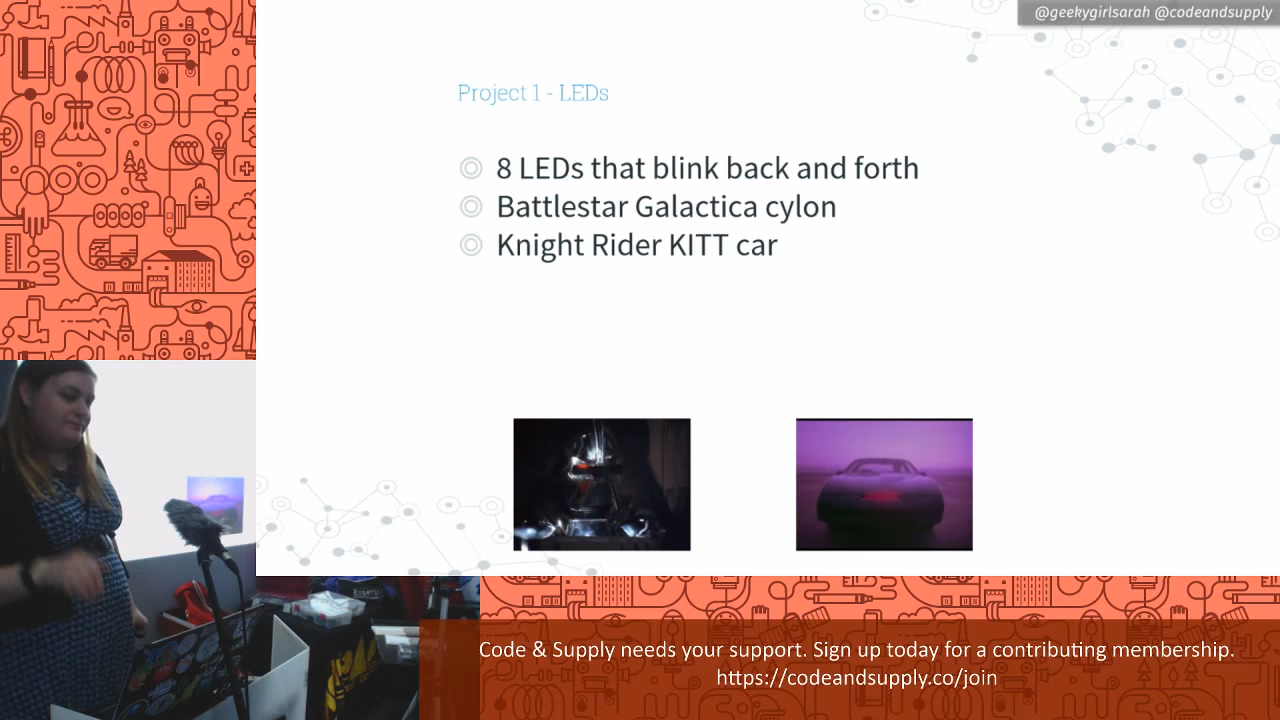 @geekygirlsarah @codeandsupply
Project 1 - LEDs
8 LEDs that blink back and forth
Battlestar Galactica cylon
Knight Rider KITT car
Code & Supply needs your support. Sign up today for a contributing membership.
https://codeandsupply.co/join